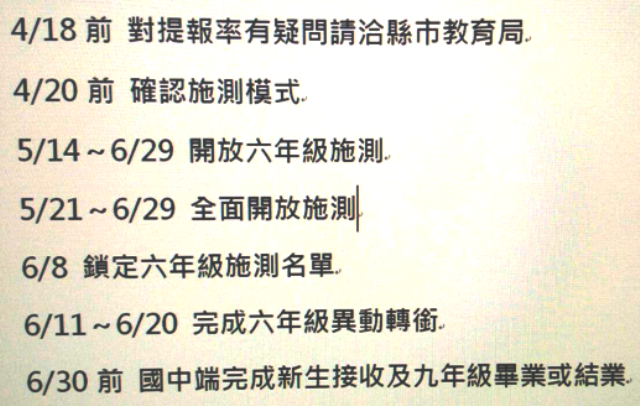 4/18 前 對提報率有疑問請洽縣市教育局
4/20 前 確認施測模式
5/14～6/29 開放六年級施測
5/21～6/29 全面開放施測
6/8 鎖定六年級施測名單
6/11～6/20 完成六年級異動轉銜
6/30 前 國中端完成新生接收及九年級畢業或結業